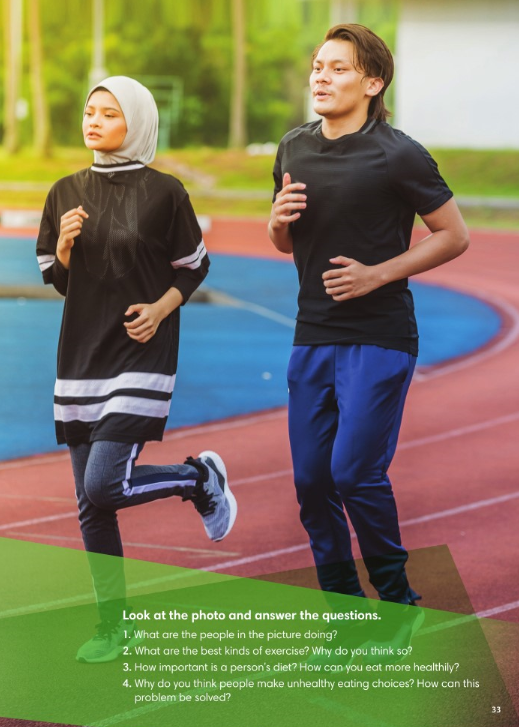 Look at the photo and answer the questions.
1. What are the people in the picture doing?
2. What are the best kinds of exercise? Why do you think so?
3. How important is a person's diet? How can you eat more healthily?
4. Why do you think people make unhealthy eating choices? How can this
problem be solved?
33